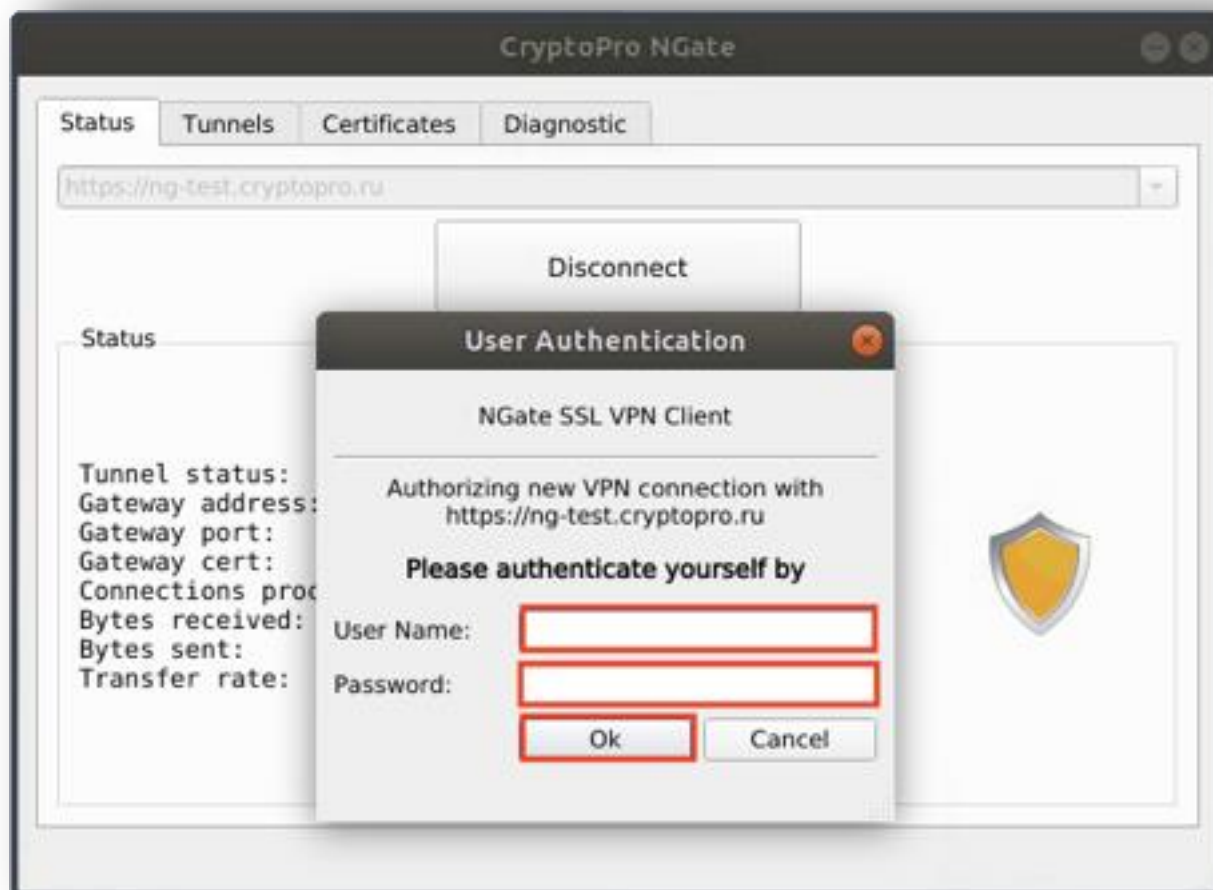 CryptoPro NGate
Status Tunnels Certificates Diagnostic
https://ng-test.cryptopro.ru
Disconnect
Status
Tunnel status:
Gateway address:
Gateway port:
Gateway cert:
Connections
Bytes received:
Bytes sent:
Transfer rate:
User Authentication
NGate SSL VPN Client
Authorizing new VPN connection with
https://ng-test.cryptopro.ru
Please authenticate yourself by
User Name:
Password:
Ok Cancel